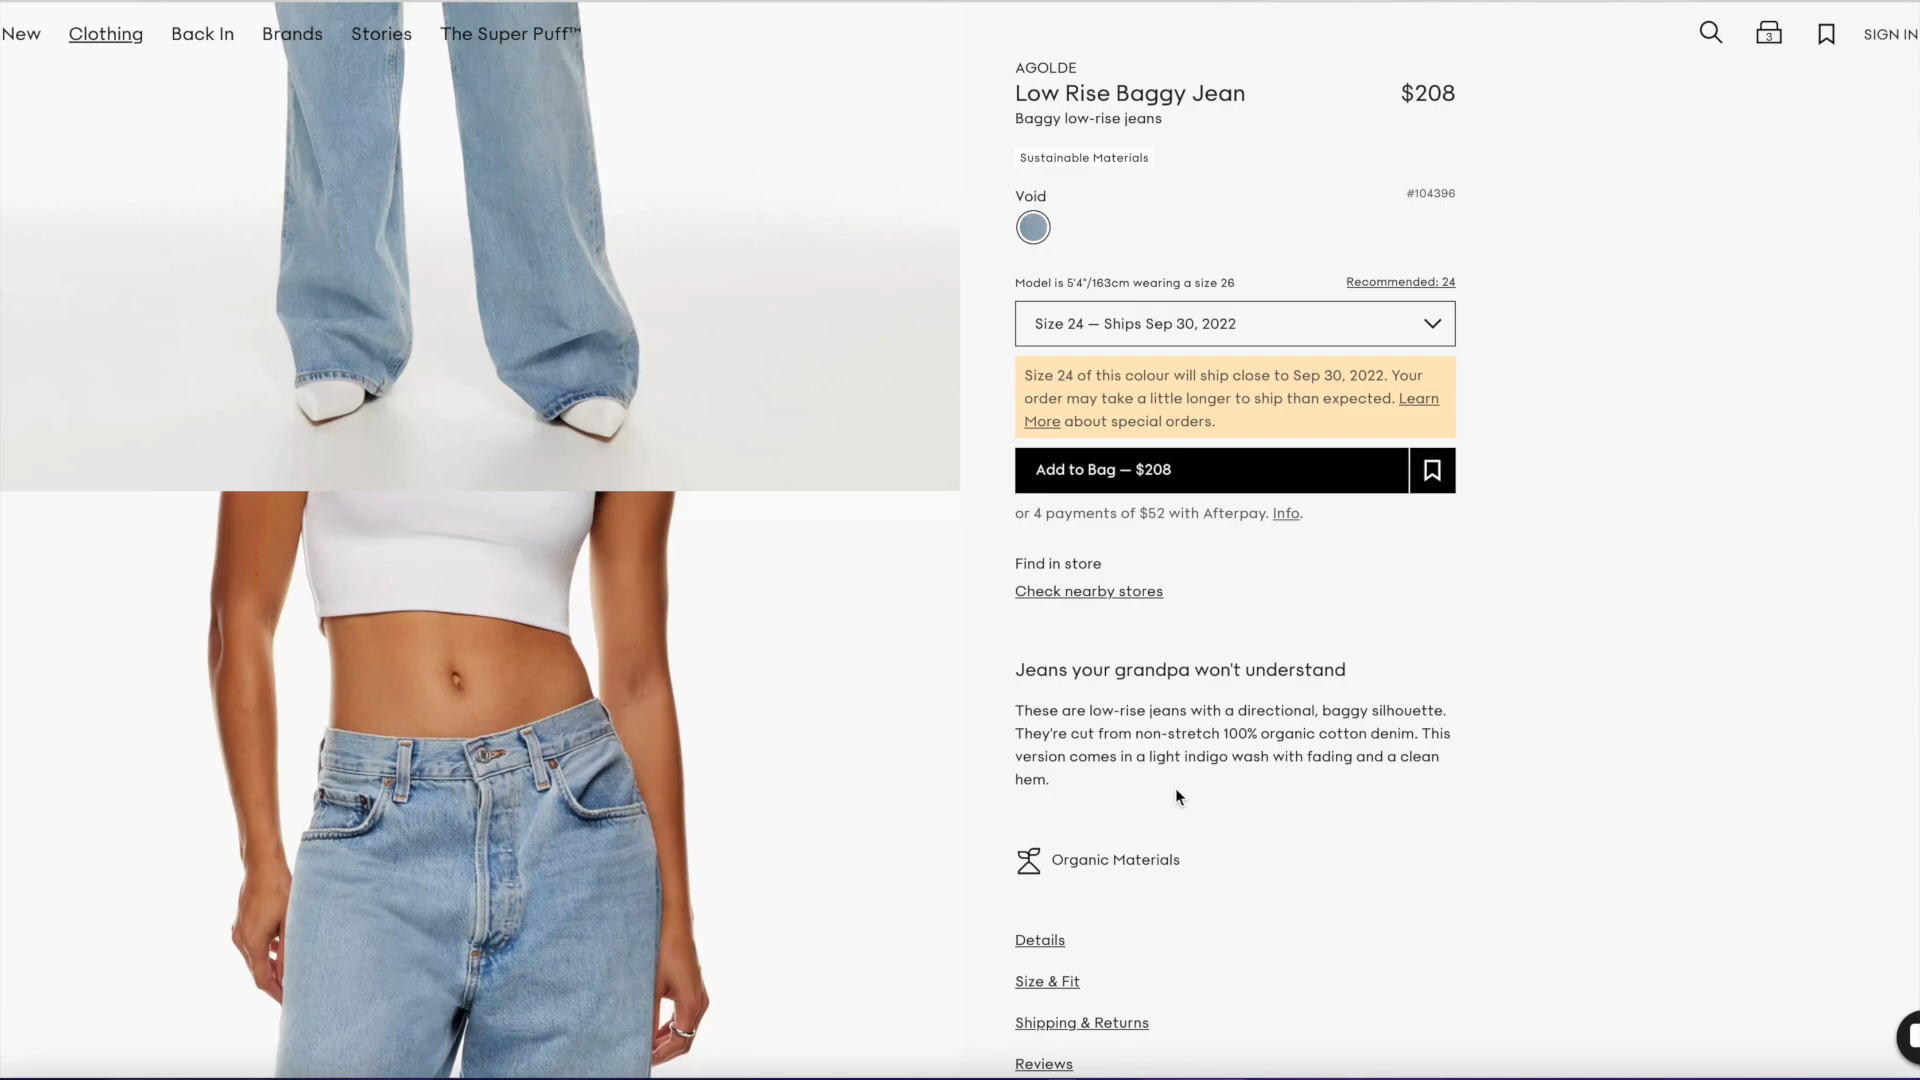 New Clothing Back In Brands Stories The Super Puff™ 3 SIGN IN
AGOLDE
Low Rise Baggy Jean $208
Baggy low-rise jeans
Sustainable Materials
Void #104396
Model is 5'4"/163cm wearing a size 26 Recommended: 24
Size 24 — Ships Sep 30, 2022
Size 24 of this colour will ship close to Sep 30, 2022. Your
order may take a little longer to ship than expected. Learn
More about special orders.
Add to Bag — $208
or 4 payments of $52 with Afterpay. Info.
Find in store
Check nearby stores
Jeans your grandpa won't understand
These are low-rise jeans with a directional, baggy silhouette.
They're cut from non-stretch 100% organic cotton denim. This
version comes in a light indigo wash with fading and a clean
hem.
Organic Materials
Details
Size & Fit
Shipping & Returns
Reviews